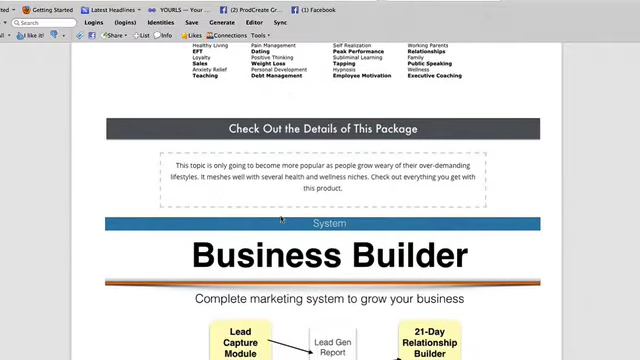 Getting Started Latest Headlines YOURLS — Your ... (2) ProdCreate Gr... (1) Facebook
Search Logins (logins) Identities Save Generate Editor Sync
I like it! Share List Info Likes Connections Tools
Healthy Living Pain Management Self Realization Working Parents
EFT Dating Peak Performance Relationships
Loyalty Positive Thinking Subliminal Learning Family
Sales Weight Loss Tapping Public Speaking
Anxiety Relief Personal Development Hypnosis Wellness
Teaching Debt Management Employee Motivation Executive Coaching
Check Out the Details of This Package
This topic is only going to become more popular as people grow weary of their over-demanding
lifestyles. It meshes well with several health and wellness niches. Check out everything you get with
this product.
System
Business Builder
Complete marketing system to grow your business
Lead
Capture
Module
Lead Gen
Report
21-Day
Relationship
Builder